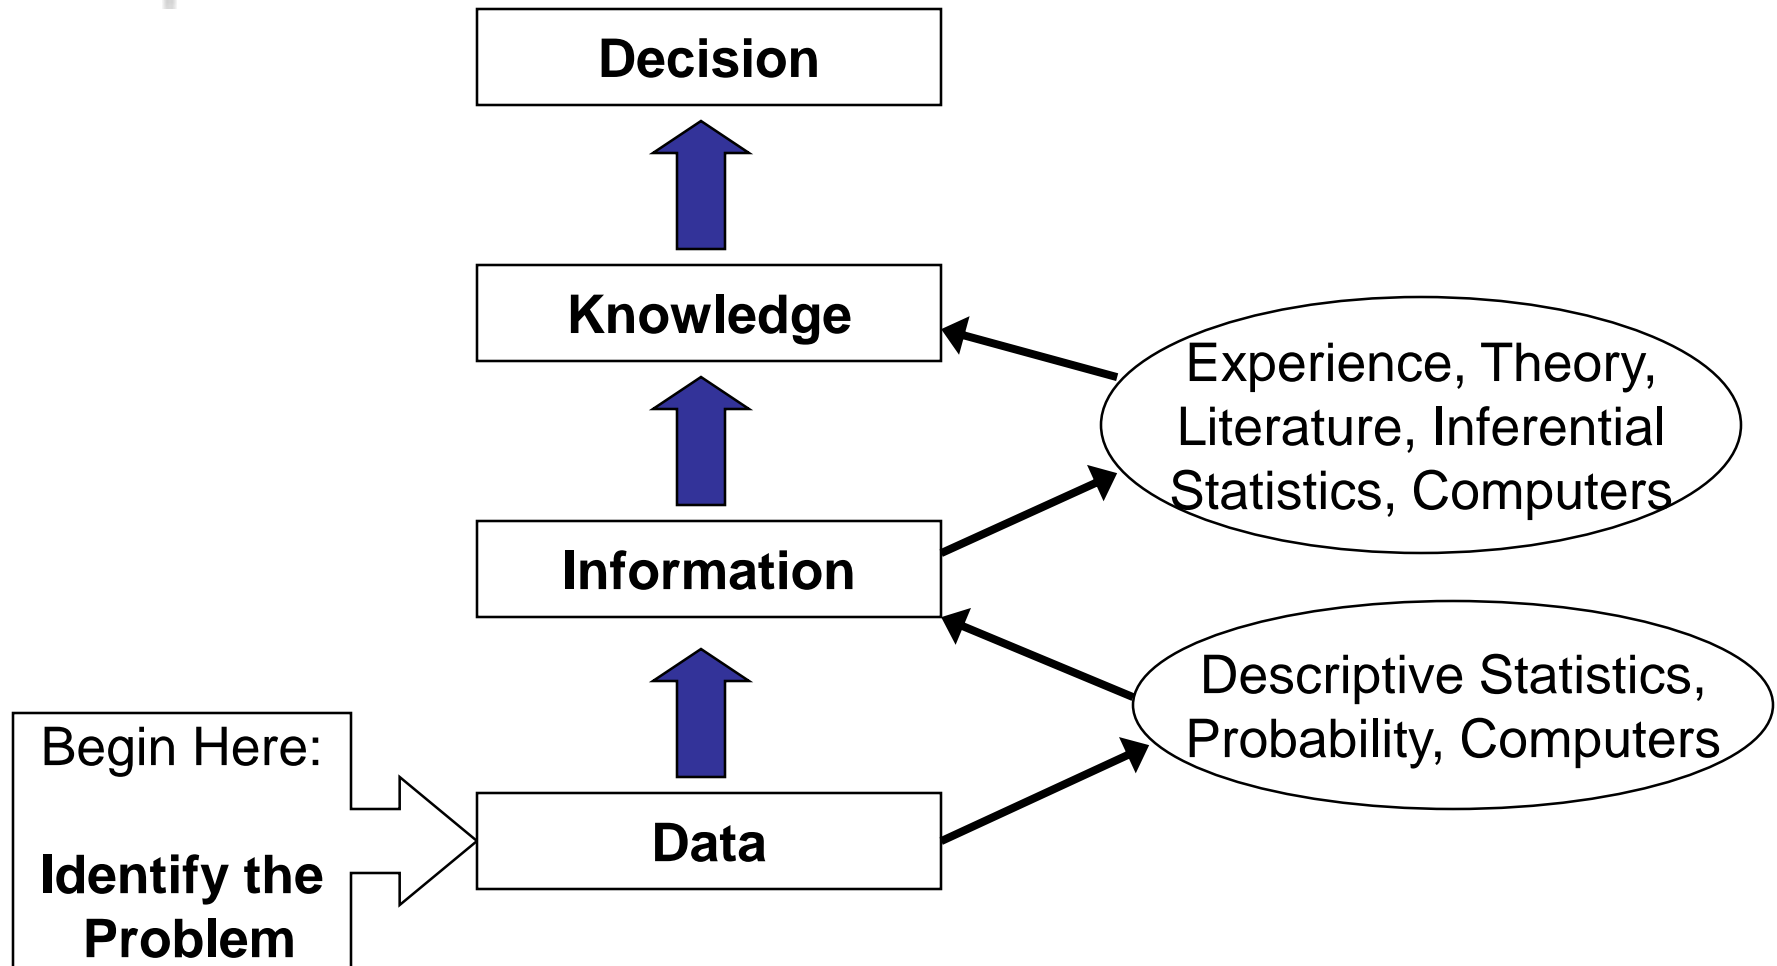 Decision
Knowledge
Experience, Theory,
Literature, Inferential
Statistics, Computers
Information
Descriptive Statistics,
Probability, Computers
Begin Here:
Identify the
Problem
Data